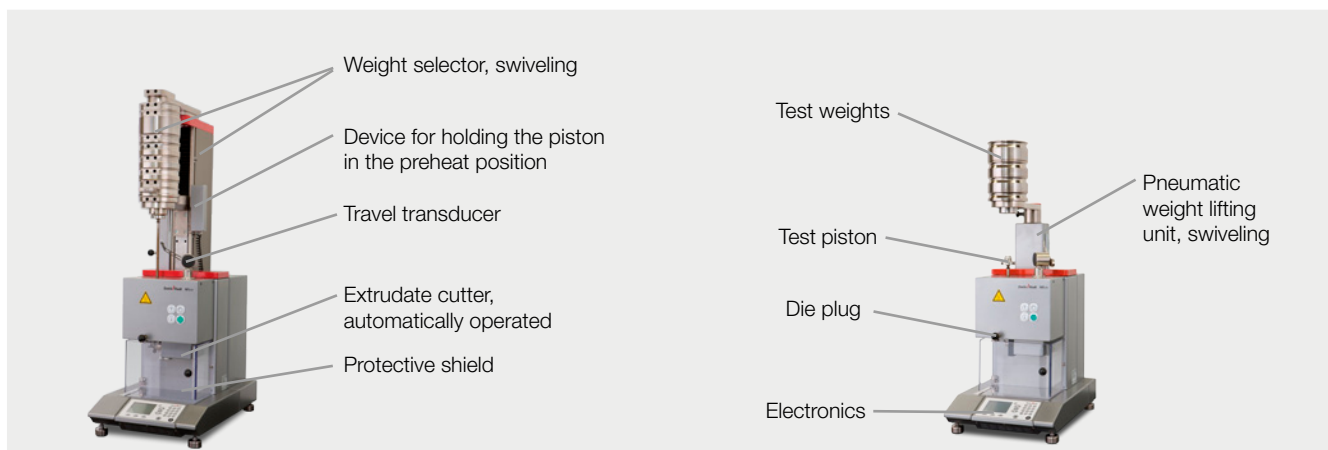 Weight selector, swiveling
Device for holding the piston
in the preheat position
Travel transducer
Extrudate cutter,
automatically operated
Protective shield
Test weights
Test piston
Die plug
Electronics
Pneumatic
weight lifting
unit, swiveling